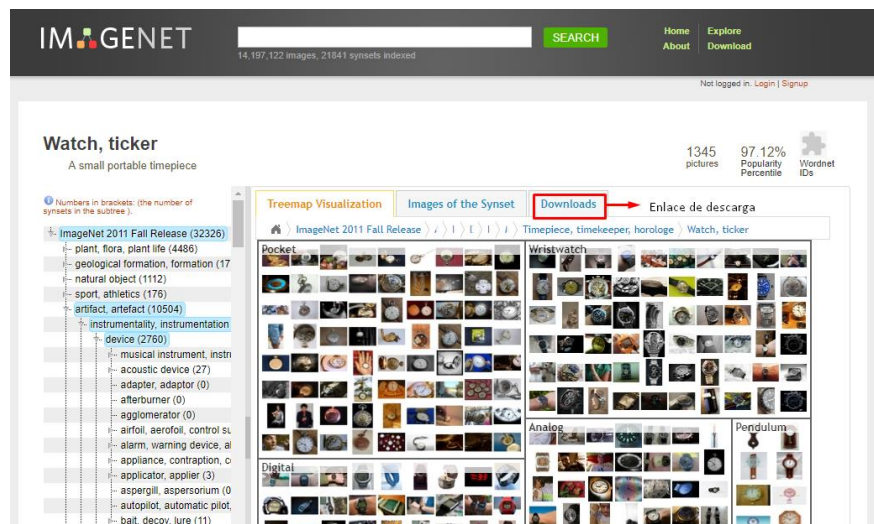 IMAGENET
SEARCH
14,197,122 images, 21841 synsets indexed
Home Explore
About Download
Not logged in. Login | Signup
Watch, ticker
A small portable timepiece
1345 pictures
97.12% Popularity Percentile
Wordnet IDs
Numbers in brackets: (the number of
synsets in the subtree ).
ImageNet 2011 Fall Release (32326)
plant, flora, plant life (4486)
geological formation, formation (17
natural object (1112)
sport, athletics (176)
artifact, artefact (10504)
instrumentality, instrumentation
device (2760)
musical instrument, instr
acoustic device (27)
adapter, adaptor (0)
afterburner (0)
agglomerator (0)
airfoil, aerofoil, control su
alarm, warning device, al
appliance, contraption, c
applicator, applier (3)
aspergill, aspersorium (0
autopilot, automatic pilot,
bait, decoy, lure (11)
Treemap Visualization Images of the Synset Downloads Enlace de descarga
ImageNet 2011 Fall Release Timepiece, timekeeper, horologe Watch, ticker
Pocket Wristwatch
Analog Pendulum
Digital